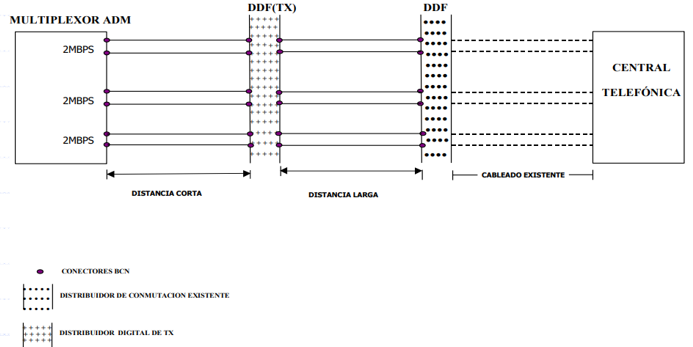 DDF(TX)
DDF
MULTIPLEXOR ADM
2MBPS
2MBPS
2MBPS
CENTRAL
TELEFÓNICA
DISTANCIA CORTA
DISTANCIA LARGA
CABLEADO EXISTENTE
CONECTORES BCN
DISTRIBUIDOR DE CONMUTACION EXISTENTE
DISTRIBUIDOR DIGITAL DE TX